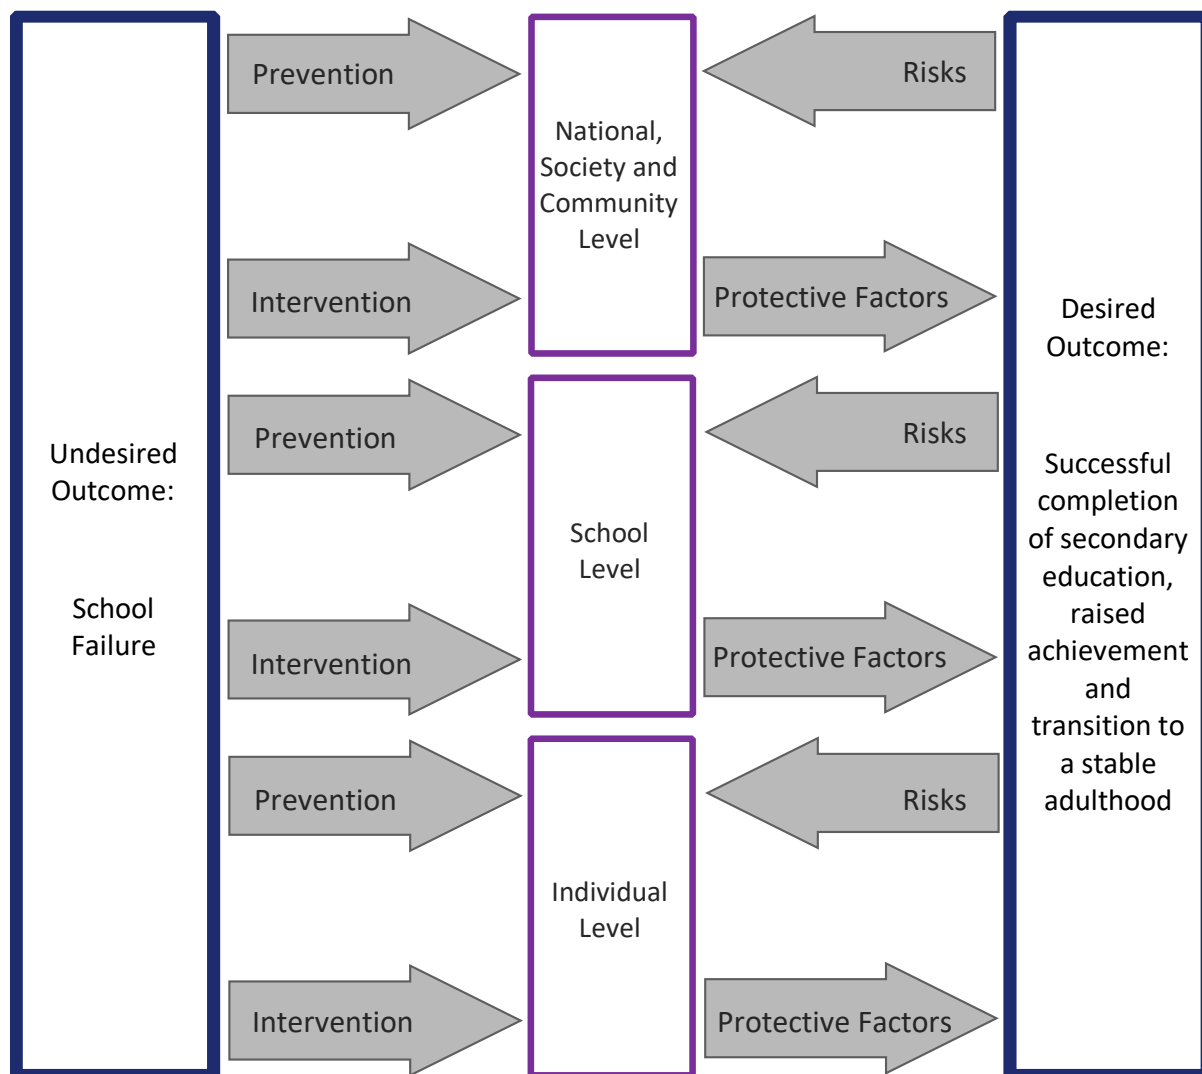 Prevention
Risks
National,
Society and
Community
Level
Intervention
Protective Factors
Prevention
Risks
School
Level
Intervention
Protective Factors
Prevention
Risks
Individual
Level
Intervention
Protective Factors
Undesired
Outcome:
School
Failure
Desired
Outcome:
Successful
completion
of secondary
education,
raised
achievement
and
transition to
a stable
adulthood